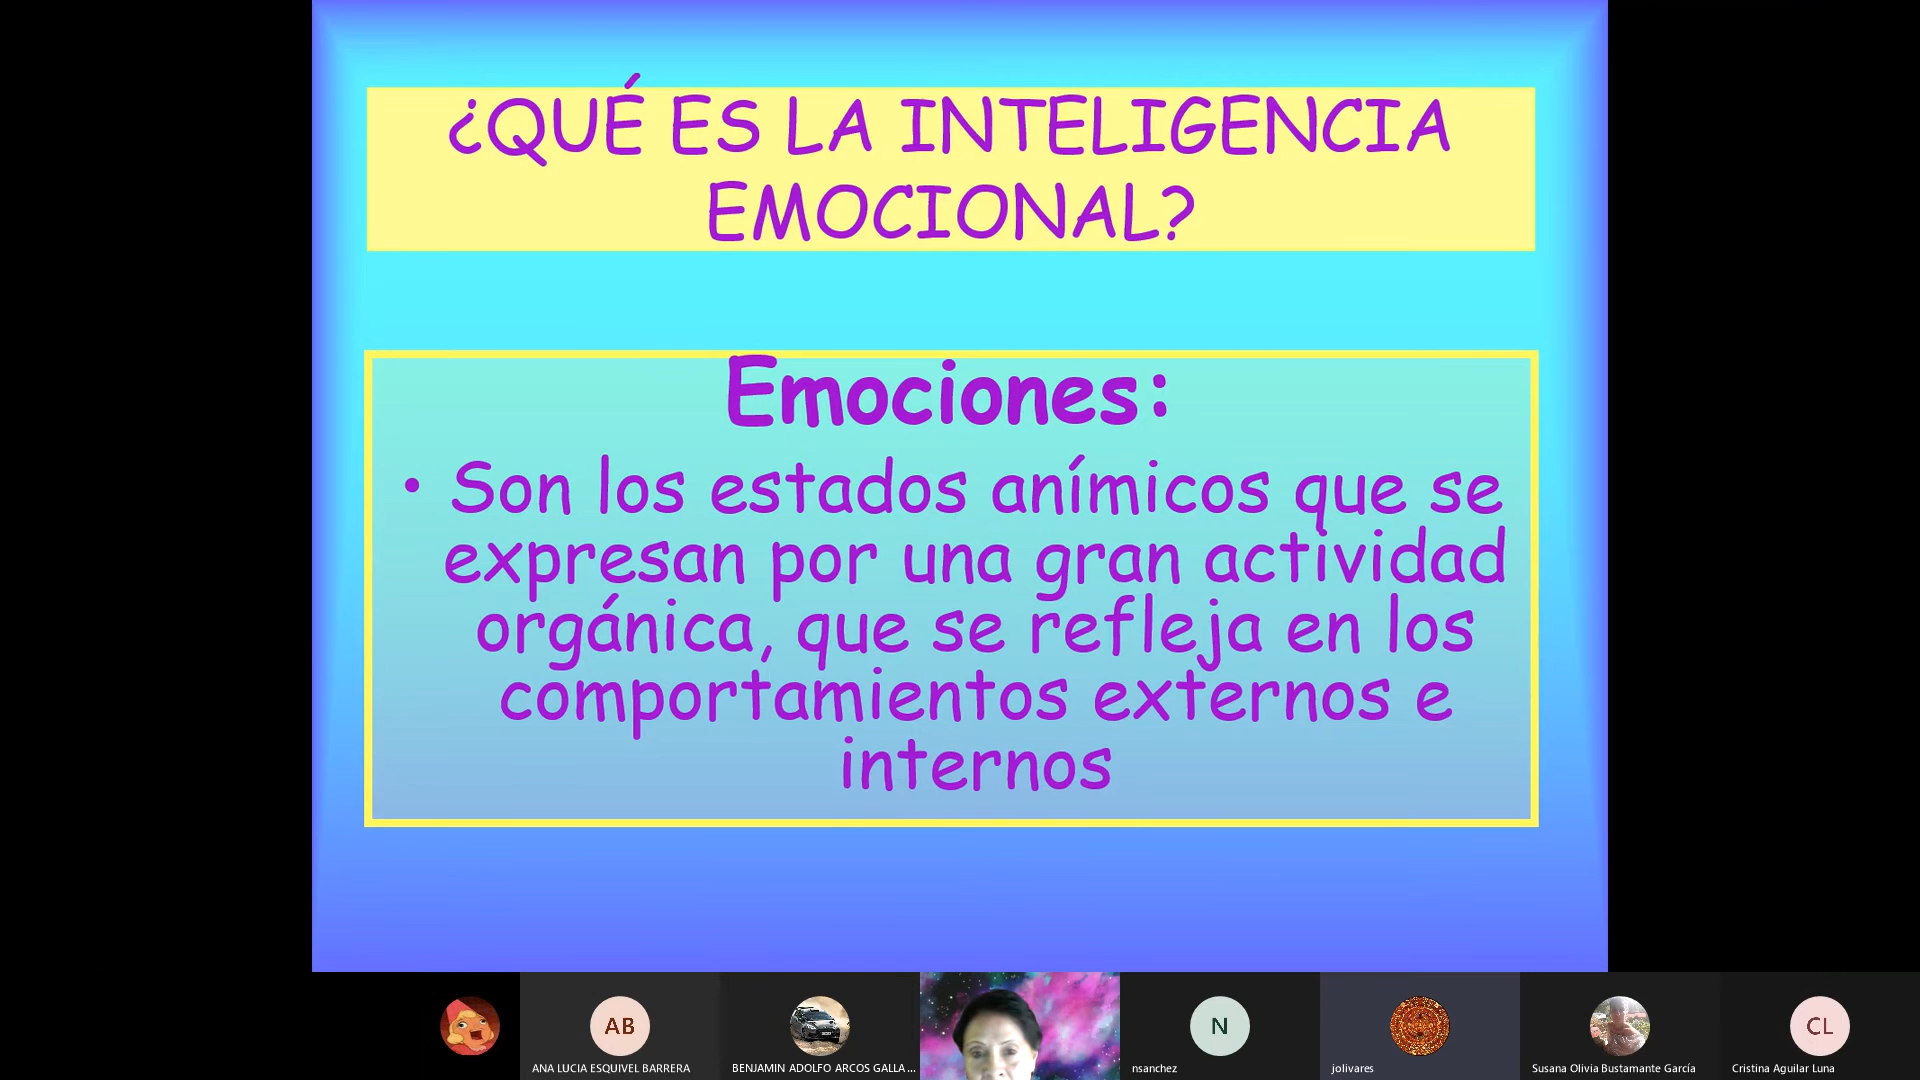 ¿QUÉ ES LA INTELIGENCIA
EMOCIONAL?
Emociones:
• Son los estados anímicos que se
expresan por una gran actividad
orgánica, que se refleja en los
comportamientos externos e
internos
AB
N
CL
ANA LUCIA ESQUIVEL BARRERA
BENJAMIN ADOLFO ARCOS GALLA...
nsanchez
jolivares
Susana Olivia Bustamante García
Cristina Aguilar Luna